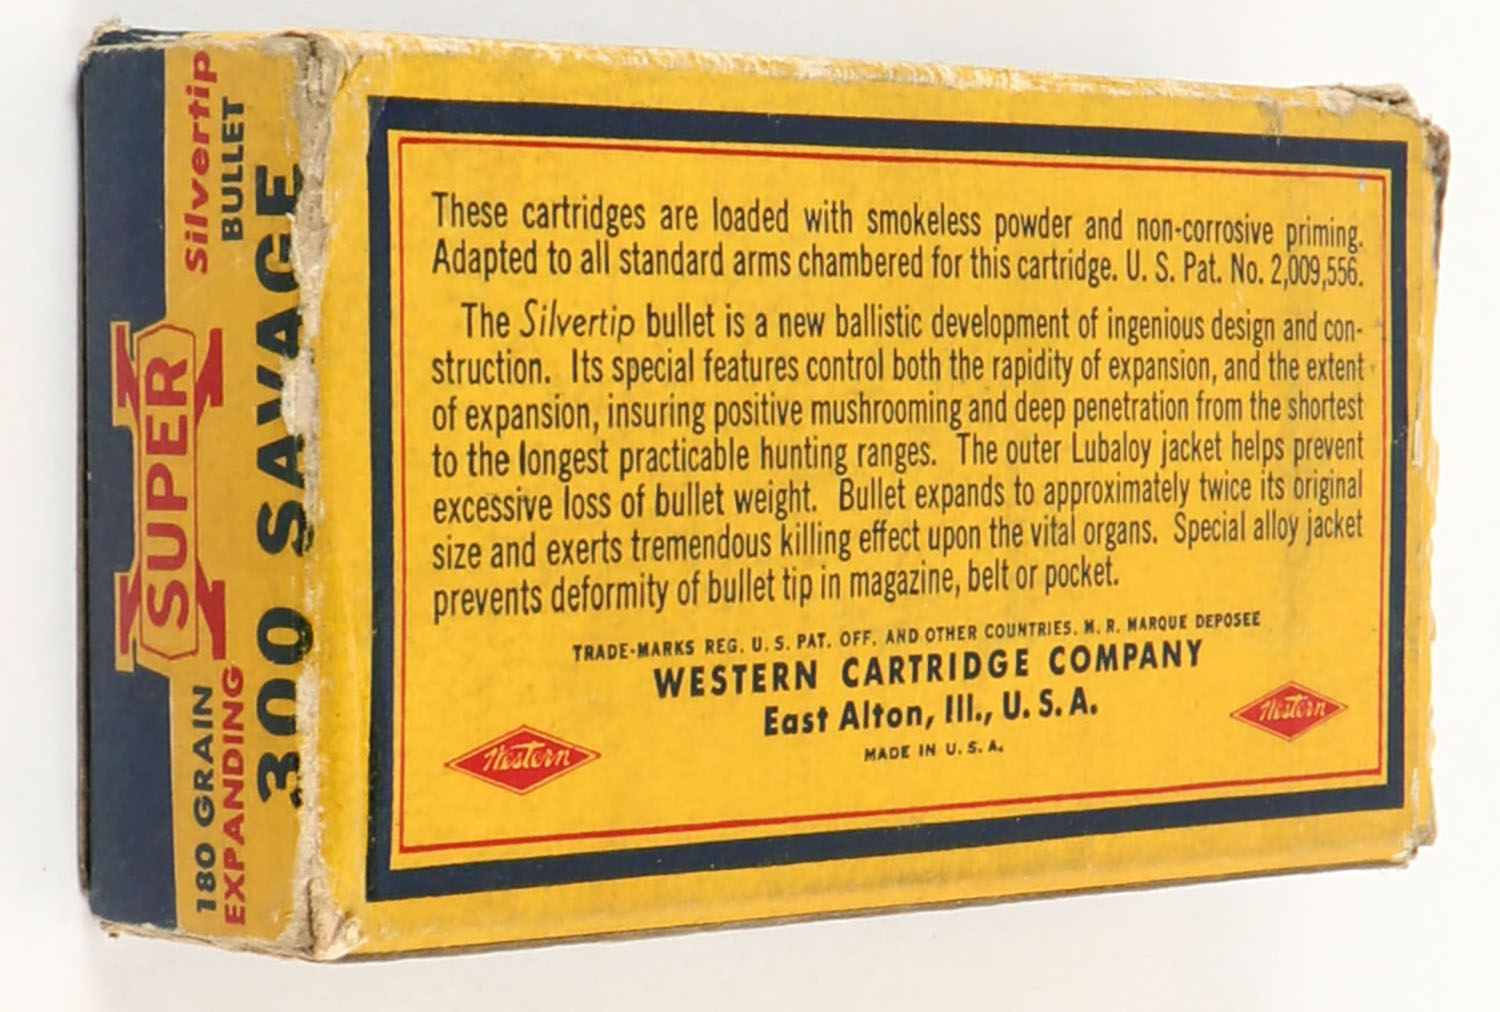 180 GRAIN
EXPANDING
SUPER
X
Silvertip
BULLET
300 SAVAGE
These cartridges are loaded with smokeless powder and non-corrosive priming.
Adapted to all standard arms chambered for this cartridge. U. S. Pat. No. 2,009,556.
The Silvertip bullet is a new ballistic development of ingenious design and con-
struction. Its special features control both the rapidity of expansion, and the extent
of expansion, insuring positive mushrooming and deep penetration from the shortest
to the longest practicable hunting ranges. The outer Lubaloy jacket helps prevent
excessive loss of bullet weight. Bullet expands to approximately twice its original
size and exerts tremendous killing effect upon the vital organs. Special alloy jacket
prevents deformity of bullet tip in magazine, belt or pocket.
TRADE-MARKS REG. U. S. PAT. OFF. AND OTHER COUNTRIES. M. R. MARQUE DEPOSEE
WESTERN CARTRIDGE COMPANY
East Alton, Ill., U. S. A.
MADE IN U. S. A.
Western
Western